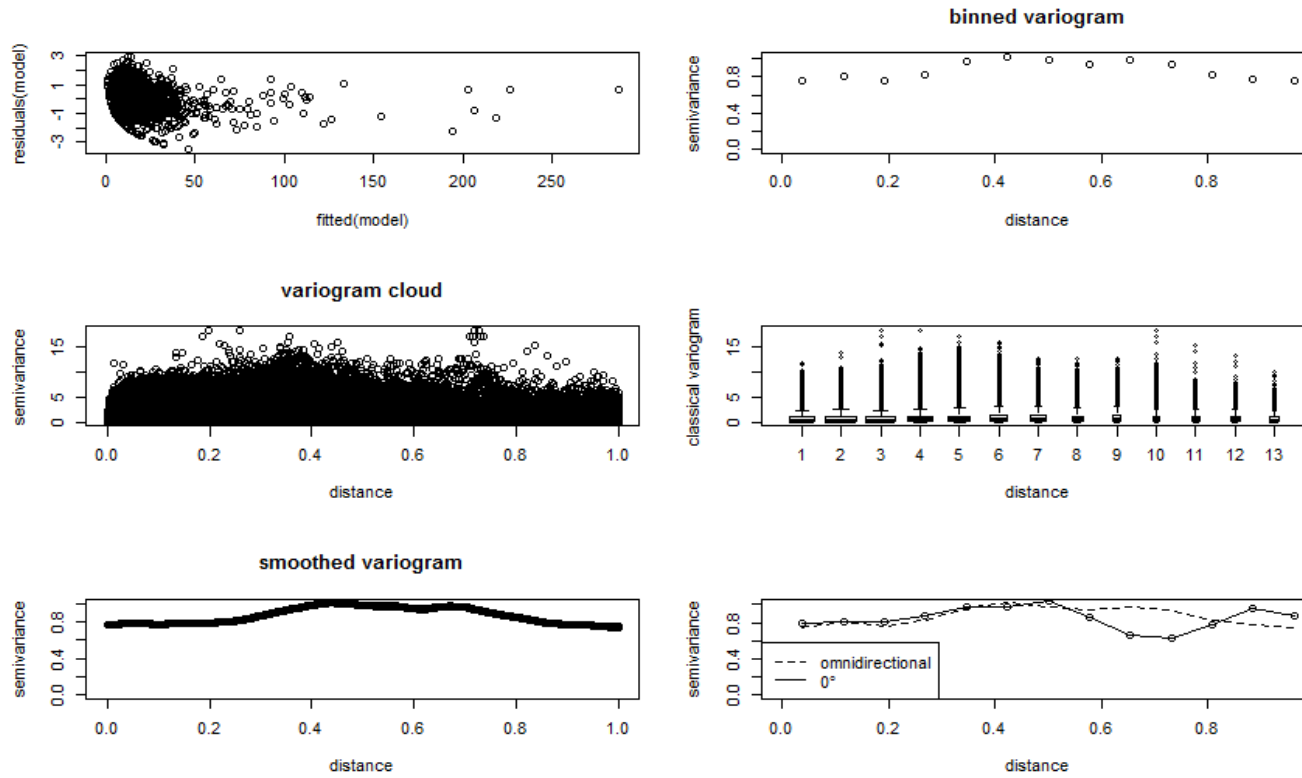 residuals(model)
3
1
-1
-3
0 50 100 150 200 250
fitted(model)
binned variogram
semivariance
0.8
0.4
0.0
0.0 0.2 0.4 0.6 0.8
distance
variogram cloud
semivariance
15
5
0
0.0 0.2 0.4 0.6 0.8 1.0
distance
classical variogram
15
5
0
1 2 3 4 5 6 7 8 9 10 11 12 13
distance
smoothed variogram
semivariance
0.8
0.4
0.0
0.0 0.2 0.4 0.6 0.8 1.0
distance
semivariance
0.8
0.4
0.0
omnidirectional
0°
0.0 0.2 0.4 0.6 0.8
distance